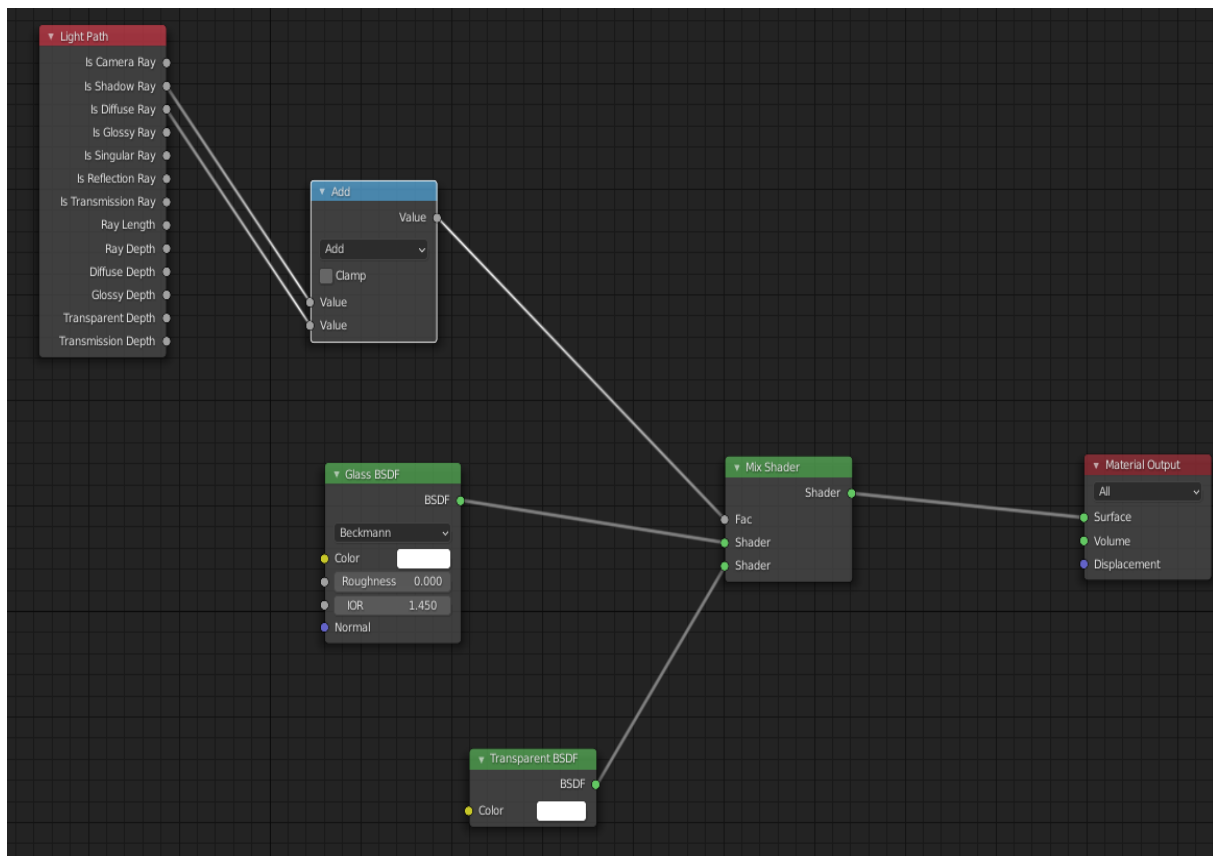 Light Path
Is Camera Ray
Is Shadow Ray
Is Diffuse Ray
Is Glossy Ray
Is Singular Ray
Is Reflection Ray
Is Transmission Ray
Ray Length
Ray Depth
Diffuse Depth
Glossy Depth
Transparent Depth
Transmission Depth
Add
Value
Add
Clamp
Value
Value
Glass BSDF
BSDF
Beckmann
Color
Roughness 0.000
IOR 1.450
Normal
Transparent BSDF
BSDF
Color
Mix Shader
Shader
Fac
Shader
Shader
Material Output
All
Surface
Volume
Displacement